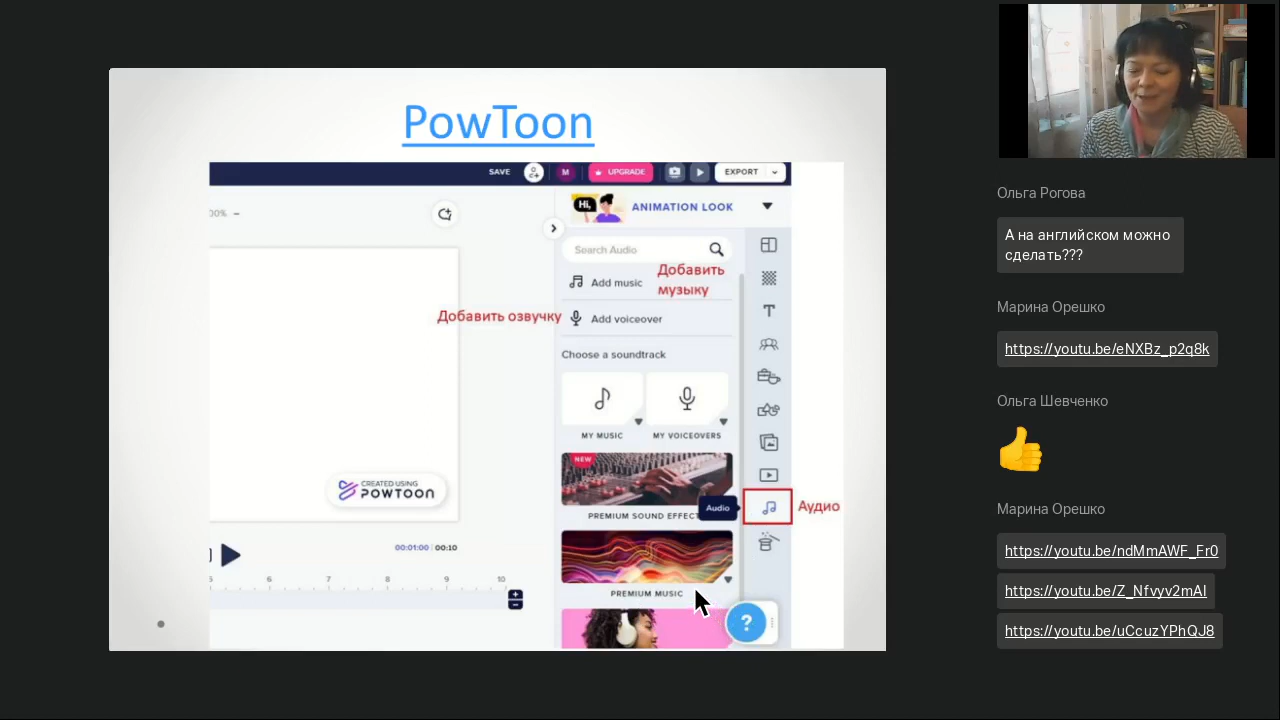 PowToon
SAVE
M
UPGRADE
EXPORT
Hi,
ANIMATION LOOK
Search Audio
Add music
Добавить
музыку
Добавить озвучку
Add voiceover
Choose a soundtrack
MY MUSIC
MY VOICEOVERS
NEW
CREATED USING
POWTOON
Audio
Аудио
PREMIUM SOUND EFFECT
00:01:00 00:10
6
7
8
9
10
PREMIUM MUSIC
?
Ольга Рогова
А на английском можно
сделать???
Марина Орешко
https://youtu.be/eNXBz_p2q8k
Ольга Шевченко
Марина Орешко
https://youtu.be/ndMmAWF_Fr0
https://youtu.be/Z_Nfvyv2mAI
https://youtu.be/uCcuzYPhQJ8